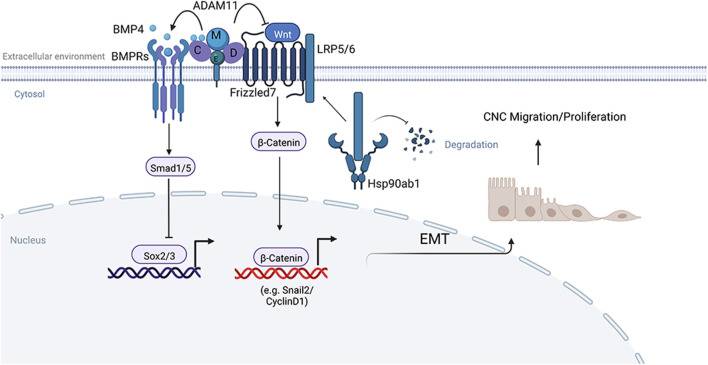 ADAM11
BMP4
M
Wnt
LRP5/6
C
D
E
BMPRs
Extracellular environment
Cytosol
Frizzled7
CNC Migration/Proliferation
β-Catenin
Degradation
Smad1/5
Hsp90ab1
Nucleus
EMT
Sox2/3
β-Catenin
(e.g. Snail2/
CyclinD1)